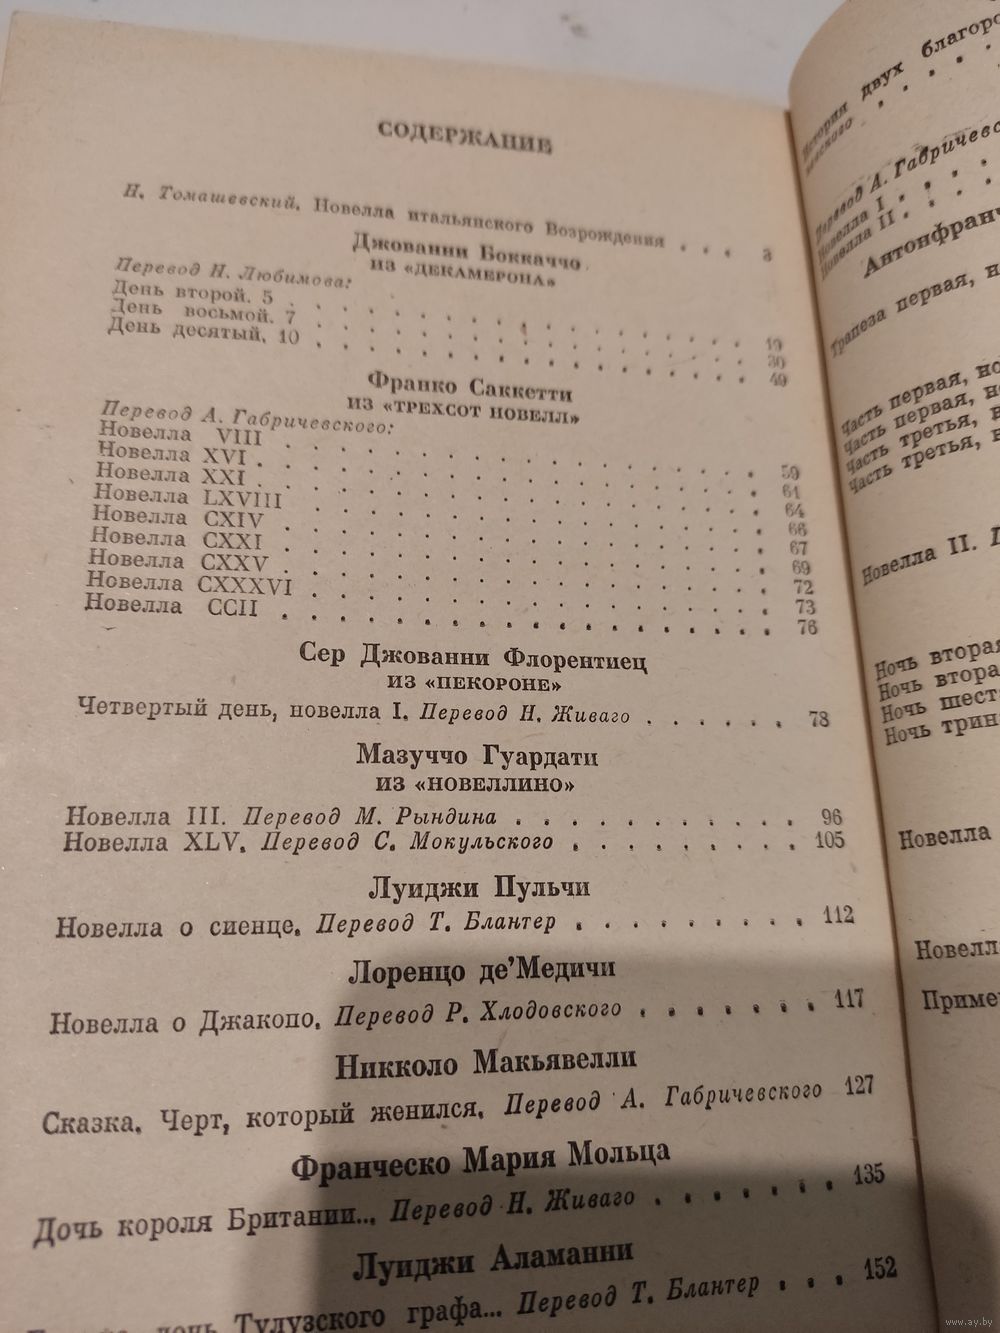 СОДЕРЖАНИЕ
Н. Томашевский. Новелла итальянского Возрождения . . . 3
Джованни Боккаччо
ИЗ «ДЕКАМЕРОНА»
Перевод Н. Любимова:
День второй. 5 . . . . . . . . . . . . . . . . . 19
День восьмой. 7 . . . . . . . . . . . . . . . . 30
День десятый. 10 . . . . . . . . . . . . . . . . 49
Франко Саккетти
ИЗ «ТРЕХСОТ НОВЕЛЛ»
Перевод А. Габричевского:
Новелла VIII . . . . . . . . . . . . . . . . . 59
Новелла XVI . . . . . . . . . . . . . . . . . . 61
Новелла XXI . . . . . . . . . . . . . . . . . . 64
Новелла LXVIII . . . . . . . . . . . . . . . . 66
Новелла CXIV . . . . . . . . . . . . . . . . . 67
Новелла CXXI . . . . . . . . . . . . . . . . . 69
Новелла CXXV . . . . . . . . . . . . . . . . . 72
Новелла CXXXVI . . . . . . . . . . . . . . . . 73
Новелла CCII . . . . . . . . . . . . . . . . . 76
Сер Джованни Флорентиец
ИЗ «ПЕКОРОНЕ»
Четвертый день, новелла I. Перевод Н. Живаго . . . . . . 78
Мазуччо Гуардати
ИЗ «НОВЕЛЛИНО»
Новелла III. Перевод М. Рындина . . . . . . . . . . . 96
Новелла XLV. Перевод С. Мокульского . . . . . . . . . 105
Луиджи Пульчи
Новелла о сиенце. Перевод Т. Блантер . . . . . . . . . 112
Лоренцо де’Медичи
Новелла о Джакопо. Перевод Р. Хлодовского . . . . . . . 117
Никколо Макьявелли
Сказка. Черт, который женился. Перевод А. Габричевского 127
Франческо Мария Мольца
Дочь короля Британии... Перевод Н. Живаго . . . . . . . 135
Луиджи Аламанни
дочь Тулузского графа... Перевод Т. Блантер . . . 152
История двух благоро
Перевод А. Габричевс
Новелла I . . .
Новелла II . . .
Антонфранч
Трапеза первая, н
Часть первая, но
Часть первая, н
Часть третья, н
Часть третья, н
Новелла II. П
Ночь вторая
Ночь втора
Ночь шест
Ночь трин
Новелла
Новелл
Приме
www.ay.by